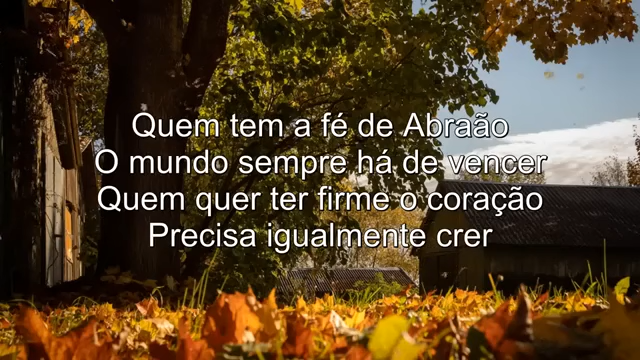 Quem tem a fé de Abraão
O mundo sempre há de vencer
Quem quer ter firme o coração
Precisa igualmente crer